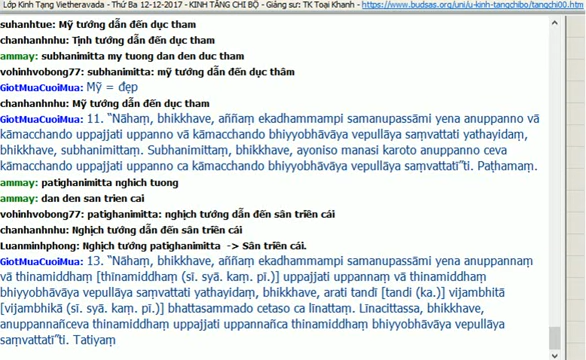 Lớp Kinh Tạng Vietheravada - Thứ Ba 12-12-2017 - KINH TĂNG CHI BỘ - Giảng sư: TK Toại Khanh - https://www.budsas.org/uni/u-kinh-tangchibo/tangchi00.htm
suhanhtue: Mỹ tướng dẫn đến dục tham
chanhanhnhu: Tịnh tướng dẫn đến dục tham
ammay: subhanimitta my tuong dan den duc tham
vohinhvobong77: subhanimitta: mỹ tướng dẫn đến dục thâm
GiotMuaCuoiMua: Mỹ = đẹp
chanhanhnhu: Mỹ tướng dẫn đến dục tham
GiotMuaCuoiMua: 11. “Nāhaṃ, bhikkhave, aññaṃ ekadhammampi samanupassāmi yena anuppanno vā
kāmacchando uppajjati uppanno vā kāmacchando bhiyyobhāvāya vepullāya saṃvattati yathayidaṃ,
bhikkhave, subhanimittaṃ. Subhanimittaṃ, bhikkhave, ayoniso manasi karoto anuppanno ceva
kāmacchando uppajjati uppanno ca kāmacchando bhiyyobhāvāya vepullāya saṃvattatī”ti. Paṭhamaṃ.
ammay: patighanimitta nghich tuong
ammay: dan den san trien cai
vohinhvobong77: patighanimitta: nghịch tướng dẫn đến sân triền cái
chanhanhnhu: Nghịch tướng dẫn đến sân triền cái
Luanminhphong: Nghịch tướng patighanimitta -> Sân triền cái.
GiotMuaCuoiMua: 13. “Nāhaṃ, bhikkhave, aññaṃ ekadhammampi samanupassāmi yena anuppannaṃ
vā thinamiddhaṃ [thīnamiddhaṃ (sī. syā. kaṃ. pī.)] uppajjati uppannaṃ vā thinamiddhaṃ
bhiyyobhāvāya vepullāya saṃvattati yathayidaṃ, bhikkhave, arati tandī [tandi (ka.)] vijambhitā
[vijambhikā (sī. syā. kaṃ. pī.)] bhattasammado cetaso ca līnattaṃ. Līnacittassa, bhikkhave,
anuppannañceva thinamiddhaṃ uppajjati uppannañca thinamiddhaṃ bhiyyobhāvāya vepullāya
saṃvattatī”ti. Tatiyaṃ